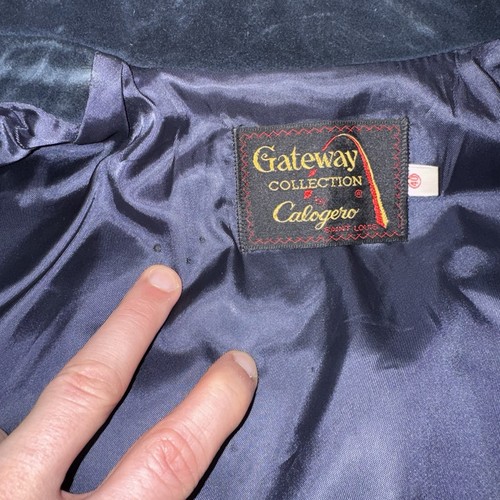 Gateway
COLLECTION
by
Calogero ®
SAINT LOUIS